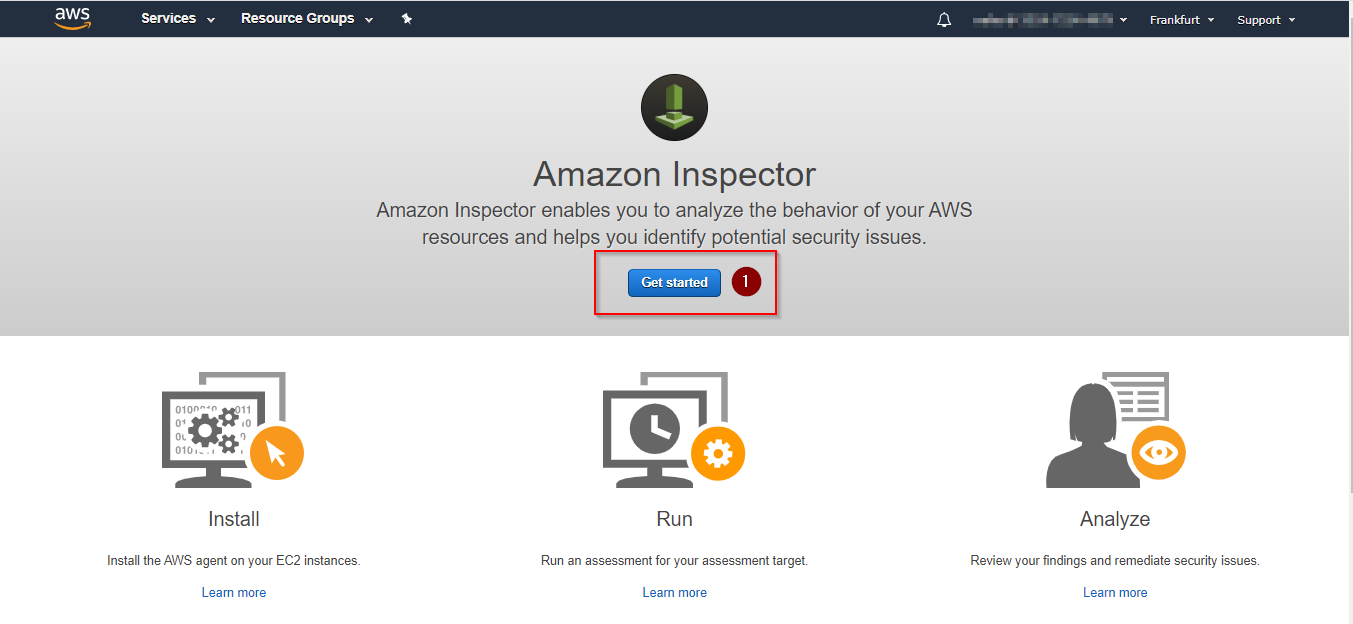 aws
Services
Resource Groups
Frankfurt
Support
Amazon Inspector
Amazon Inspector enables you to analyze the behavior of your AWS
resources and helps you identify potential security issues.
Get started
1
Install
Install the AWS agent on your EC2 instances.
Learn more
Run
Run an assessment for your assessment target.
Learn more
Analyze
Review your findings and remediate security issues.
Learn more